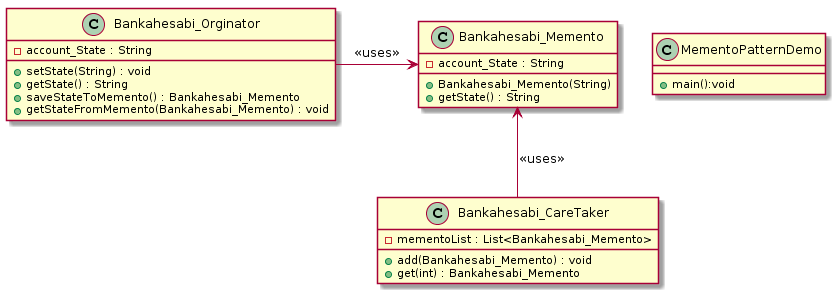 C Bankahesabi_Orginator
account_State : String
setState(String) : void
getState() : String
saveStateToMemento() : Bankahesabi_Memento
getStateFromMemento(Bankahesabi_Memento) : void
«uses»
C Bankahesabi_Memento
account_State : String
Bankahesabi_Memento(String)
getState() : String
C MementoPatternDemo
main():void
«uses»
C Bankahesabi_CareTaker
mementoList : List<Bankahesabi_Memento>
add(Bankahesabi_Memento) : void
get(int) : Bankahesabi_Memento